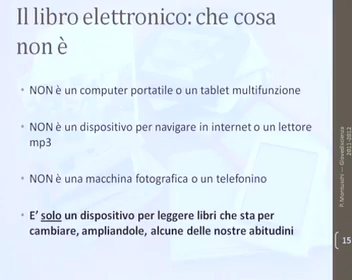 Il libro elettronico: che cosa
non è
• NON è un computer portatile o un tablet multifunzione
• NON è un dispositivo per navigare in internet o un lettore
mp3
• NON è una macchina fotografica o un telefonino
• E’ solo un dispositivo per leggere libri che sta per
cambiare, ampliandole, alcune delle nostre abitudini
2011-2012
15